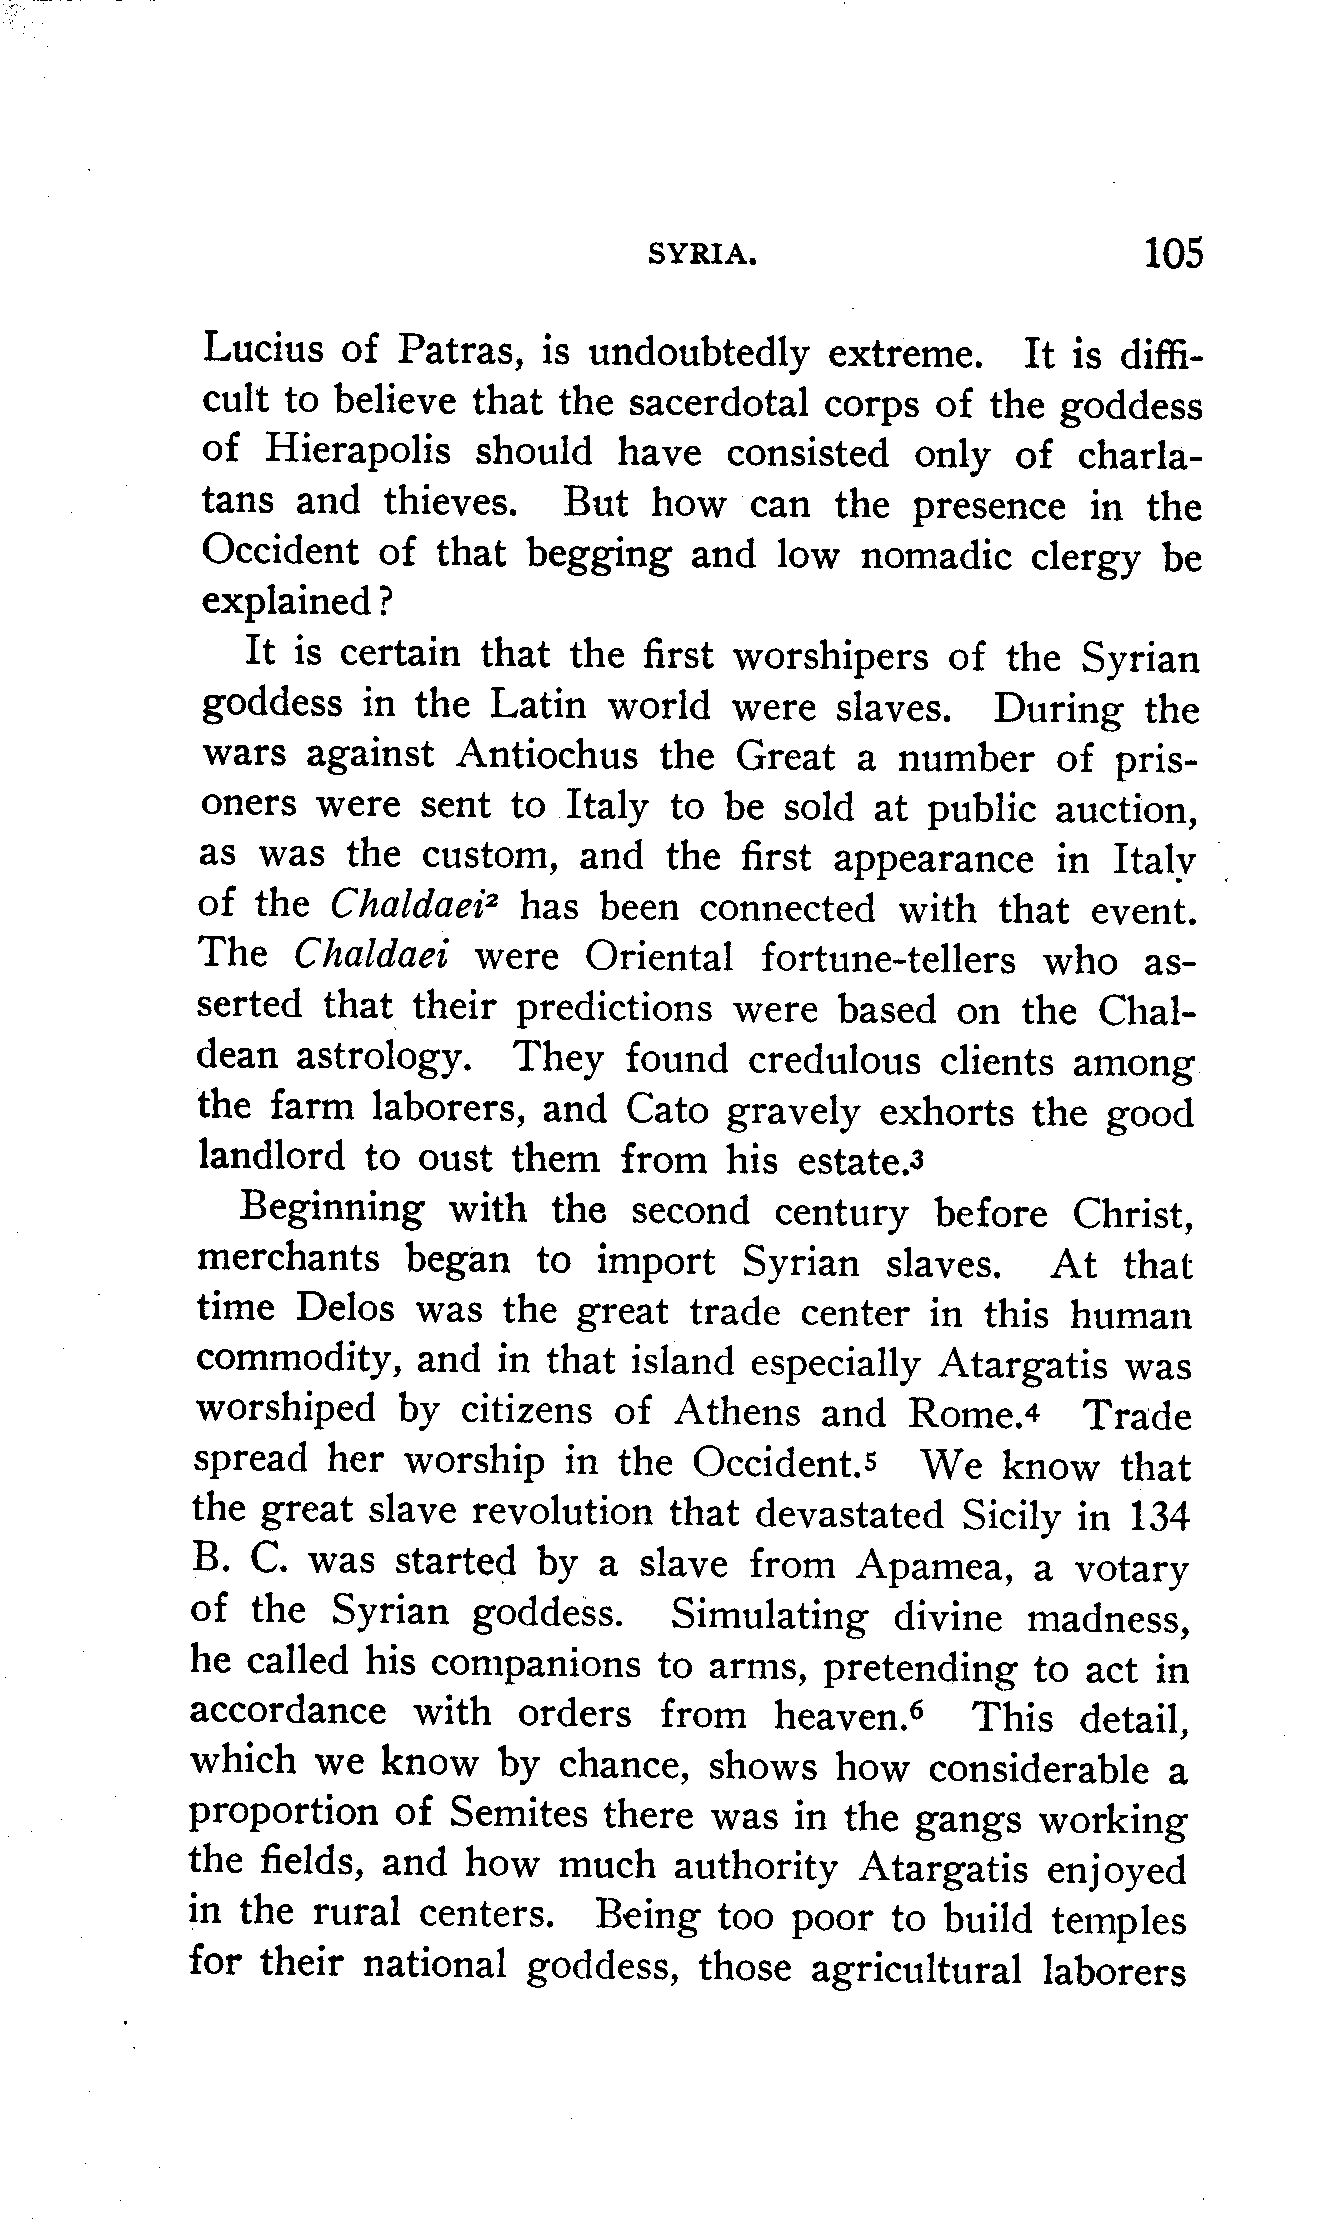 SYRIA. 105
Lucius of Patras, is undoubtedly extreme. It is diffi-
cult to believe that the sacerdotal corps of the goddess
of Hierapolis should have consisted only of charla-
tans and thieves. But how can the presence in the
Occident of that begging and low nomadic clergy be
explained?
It is certain that the first worshipers of the Syrian
goddess in the Latin world were slaves. During the
wars against Antiochus the Great a number of pris-
oners were sent to Italy to be sold at public auction,
as was the custom, and the first appearance in Italy
of the Chaldaei² has been connected with that event.
The Chaldaei were Oriental fortune-tellers who as-
serted that their predictions were based on the Chal-
dean astrology. They found credulous clients among
the farm laborers, and Cato gravely exhorts the good
landlord to oust them from his estate.³
Beginning with the second century before Christ,
merchants began to import Syrian slaves. At that
time Delos was the great trade center in this human
commodity, and in that island especially Atargatis was
worshiped by citizens of Athens and Rome.⁴ Trade
spread her worship in the Occident.⁵ We know that
the great slave revolution that devastated Sicily in 134
B. C. was started by a slave from Apamea, a votary
of the Syrian goddess. Simulating divine madness,
he called his companions to arms, pretending to act in
accordance with orders from heaven.⁶ This detail,
which we know by chance, shows how considerable a
proportion of Semites there was in the gangs working
the fields, and how much authority Atargatis enjoyed
in the rural centers. Being too poor to build temples
for their national goddess, those agricultural laborers